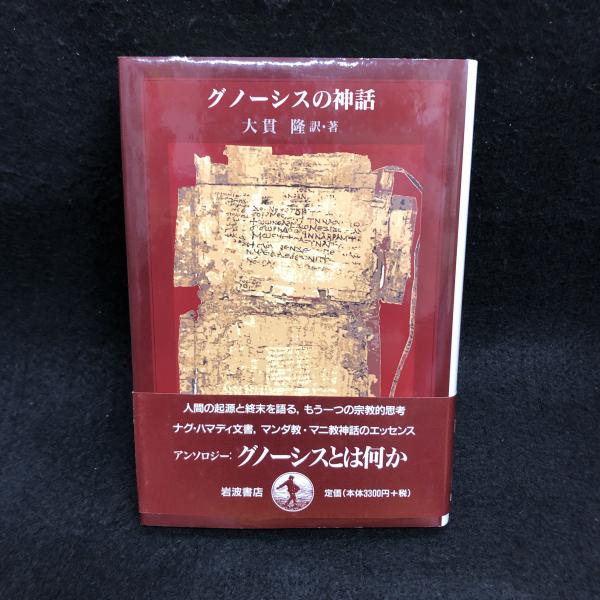 グノーシスの神話
大貫 隆 訳・著
人間の起源と終末を語る，もう一つの宗教的思考
ナグ・ハマディ文書，マンダ教・マニ教神話のエッセンス
アンソロジー：グノーシスとは何か
岩波書店 定価（本体3300円＋税）